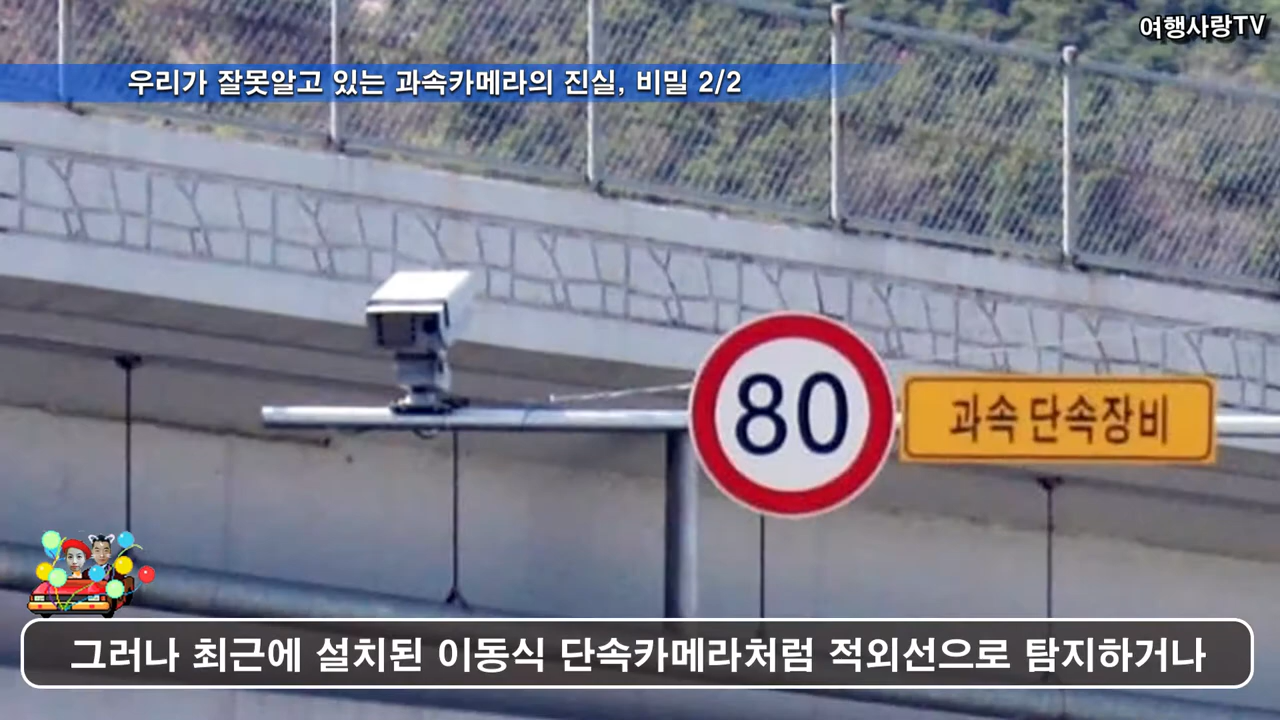 여행사랑TV
우리가 잘못알고 있는 과속카메라의 진실, 비밀 2/2
80
과속 단속장비
그러나 최근에 설치된 이동식 단속카메라처럼 적외선으로 탐지하거나